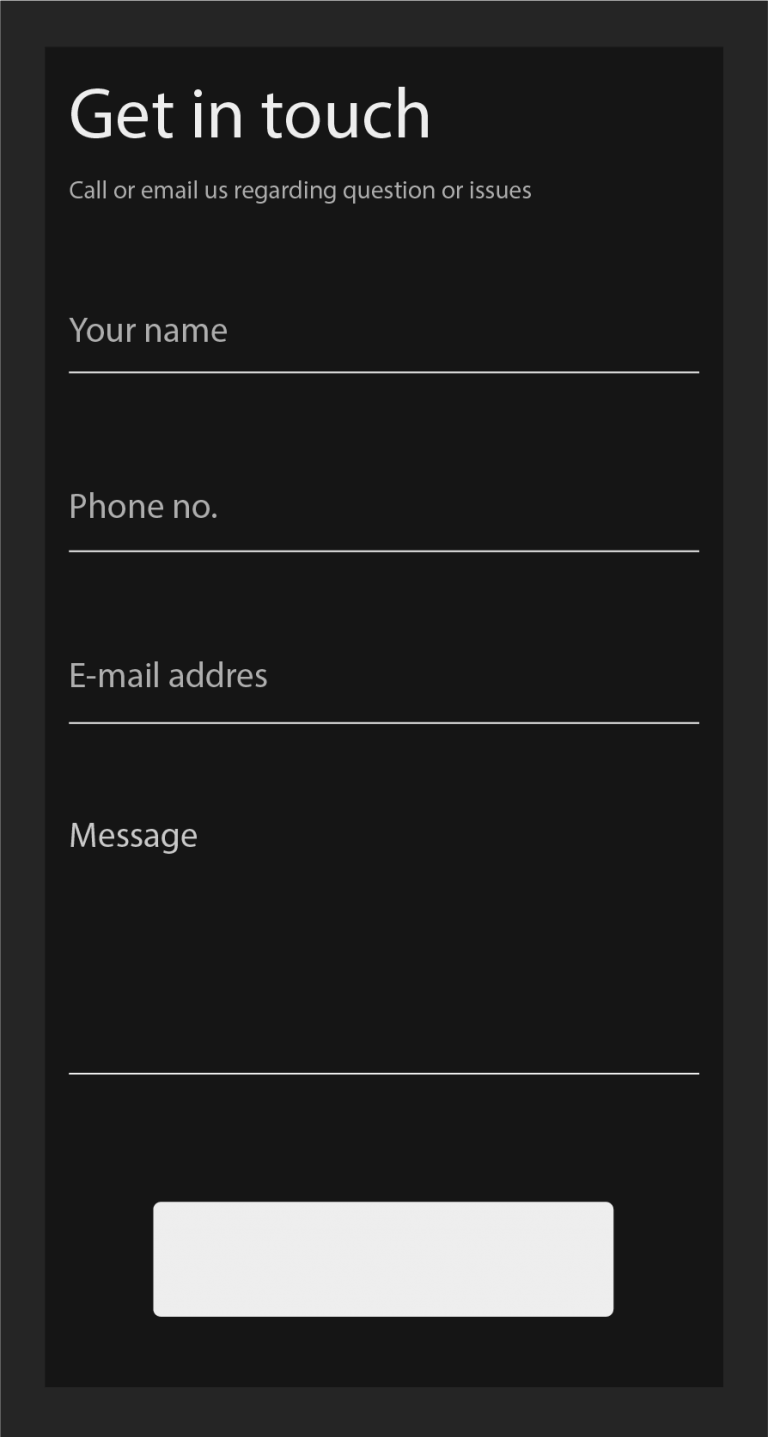 Get in touch
Call or email us regarding question or issues
Your name
Phone no.
E-mail addres
Message